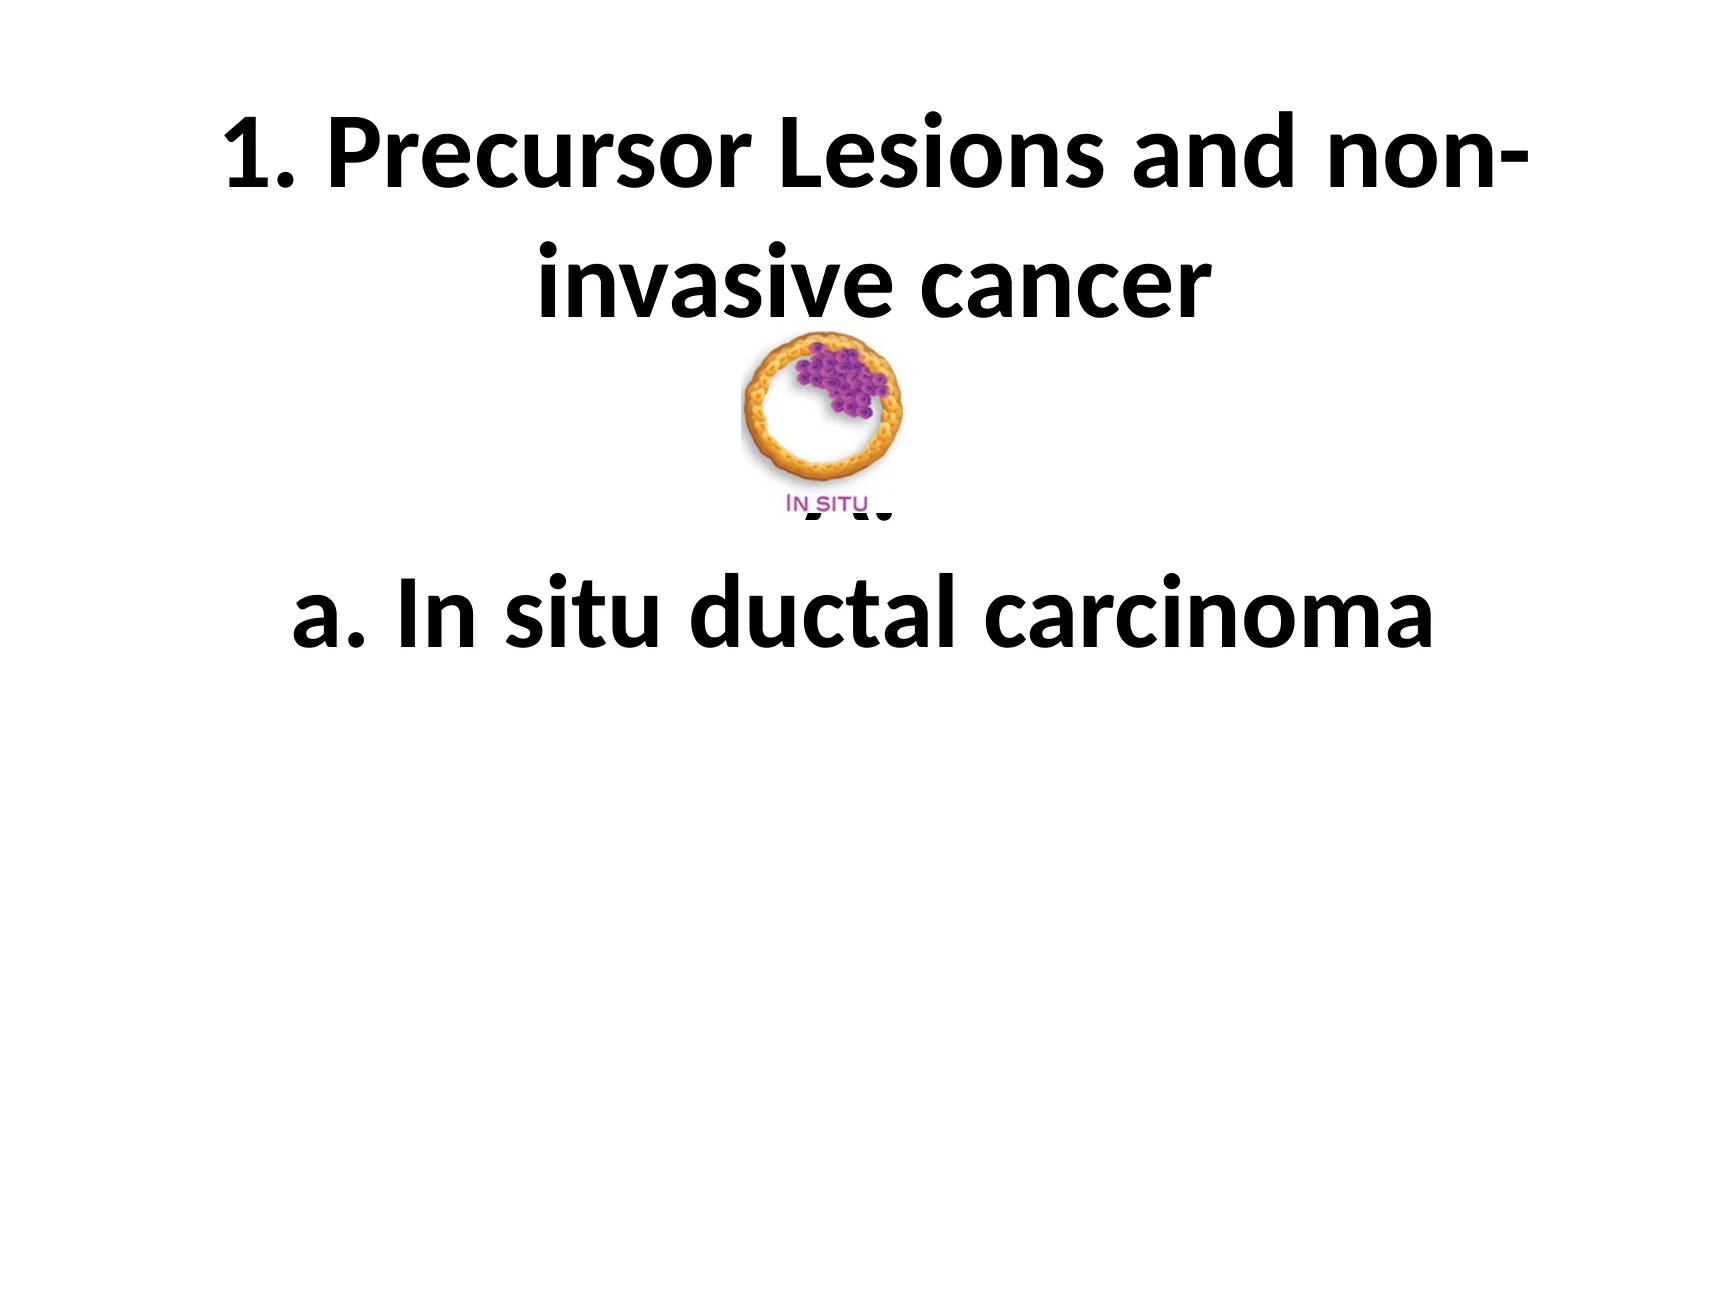 1. Precursor Lesions and non-
invasive cancer
IN SITU
a. In situ ductal carcinoma